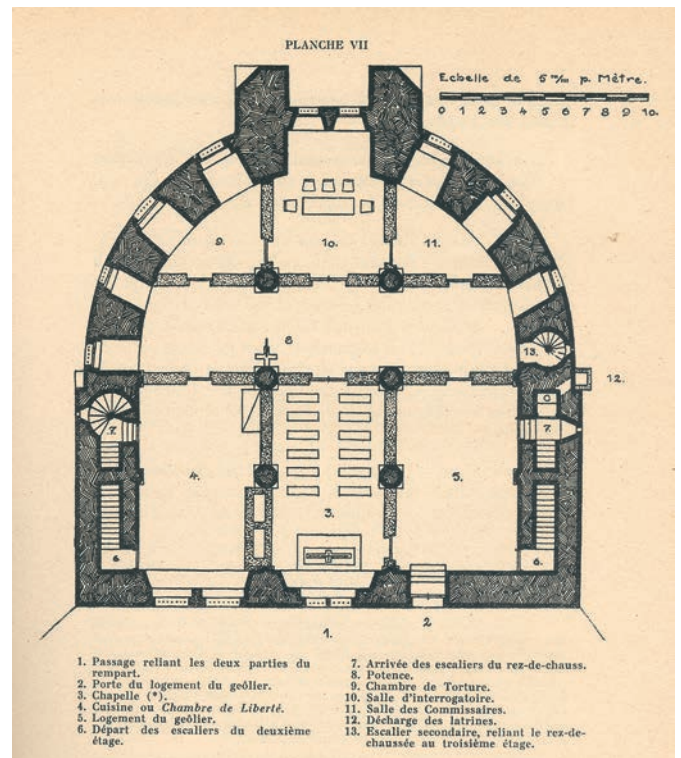 PLANCHE VII
Echelle de 5 m/m p. Mètre.
0 1 2 3 4 5 6 7 8 9 10.
9.
10.
11.
8
13.
12.
7.
7.
4.
5.
3.
6.
6.
2
1.
1. Passage reliant les deux parties du
rempart.
2. Porte du logement du geôlier.
3. Chapelle (*).
4. Cuisine ou Chambre de Liberté.
5. Logement du geôlier.
6. Départ des escaliers du deuxième
étage.
7. Arrivée des escaliers du rez-de-chauss.
8. Potence.
9. Chambre de Torture.
10. Salle d'interrogatoire.
11. Salle des Commissaires.
12. Décharge des latrines.
13. Escalier secondaire, reliant le rez-de-
chaussée au troisième étage.